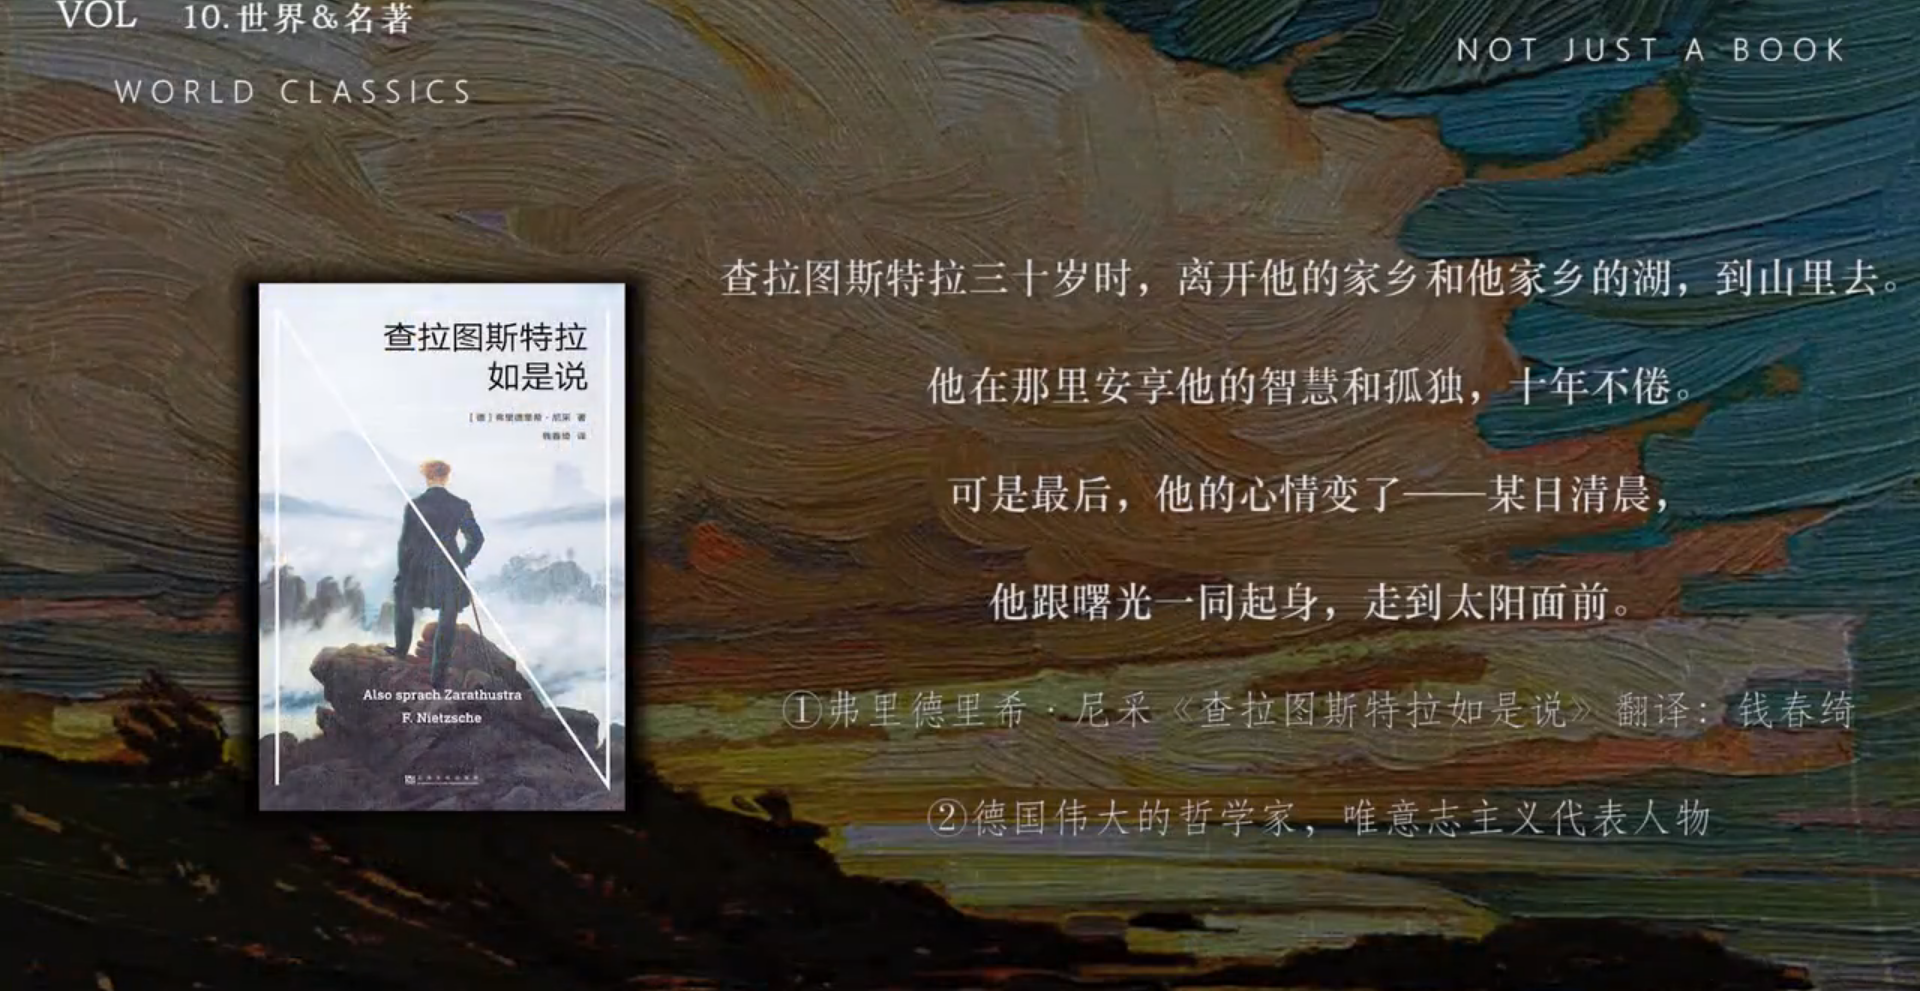 VOL 10.世界&名著
WORLD CLASSICS
NOT JUST A BOOK
查拉图斯特拉三十岁时，离开他的家乡和他家乡的湖，到山里去。
他在那里安享他的智慧和孤独，十年不倦。
可是最后，他的心情变了——某日清晨，
他跟曙光一同起身，走到太阳面前。
①弗里德里希·尼采《查拉图斯特拉如是说》翻译：钱春绮
②德国伟大的哲学家，唯意志主义代表人物
查拉图斯特拉
如是说
[德]弗里德里希·尼采 著
钱春绮 译
Also sprach Zarathustra
F. Nietzsche